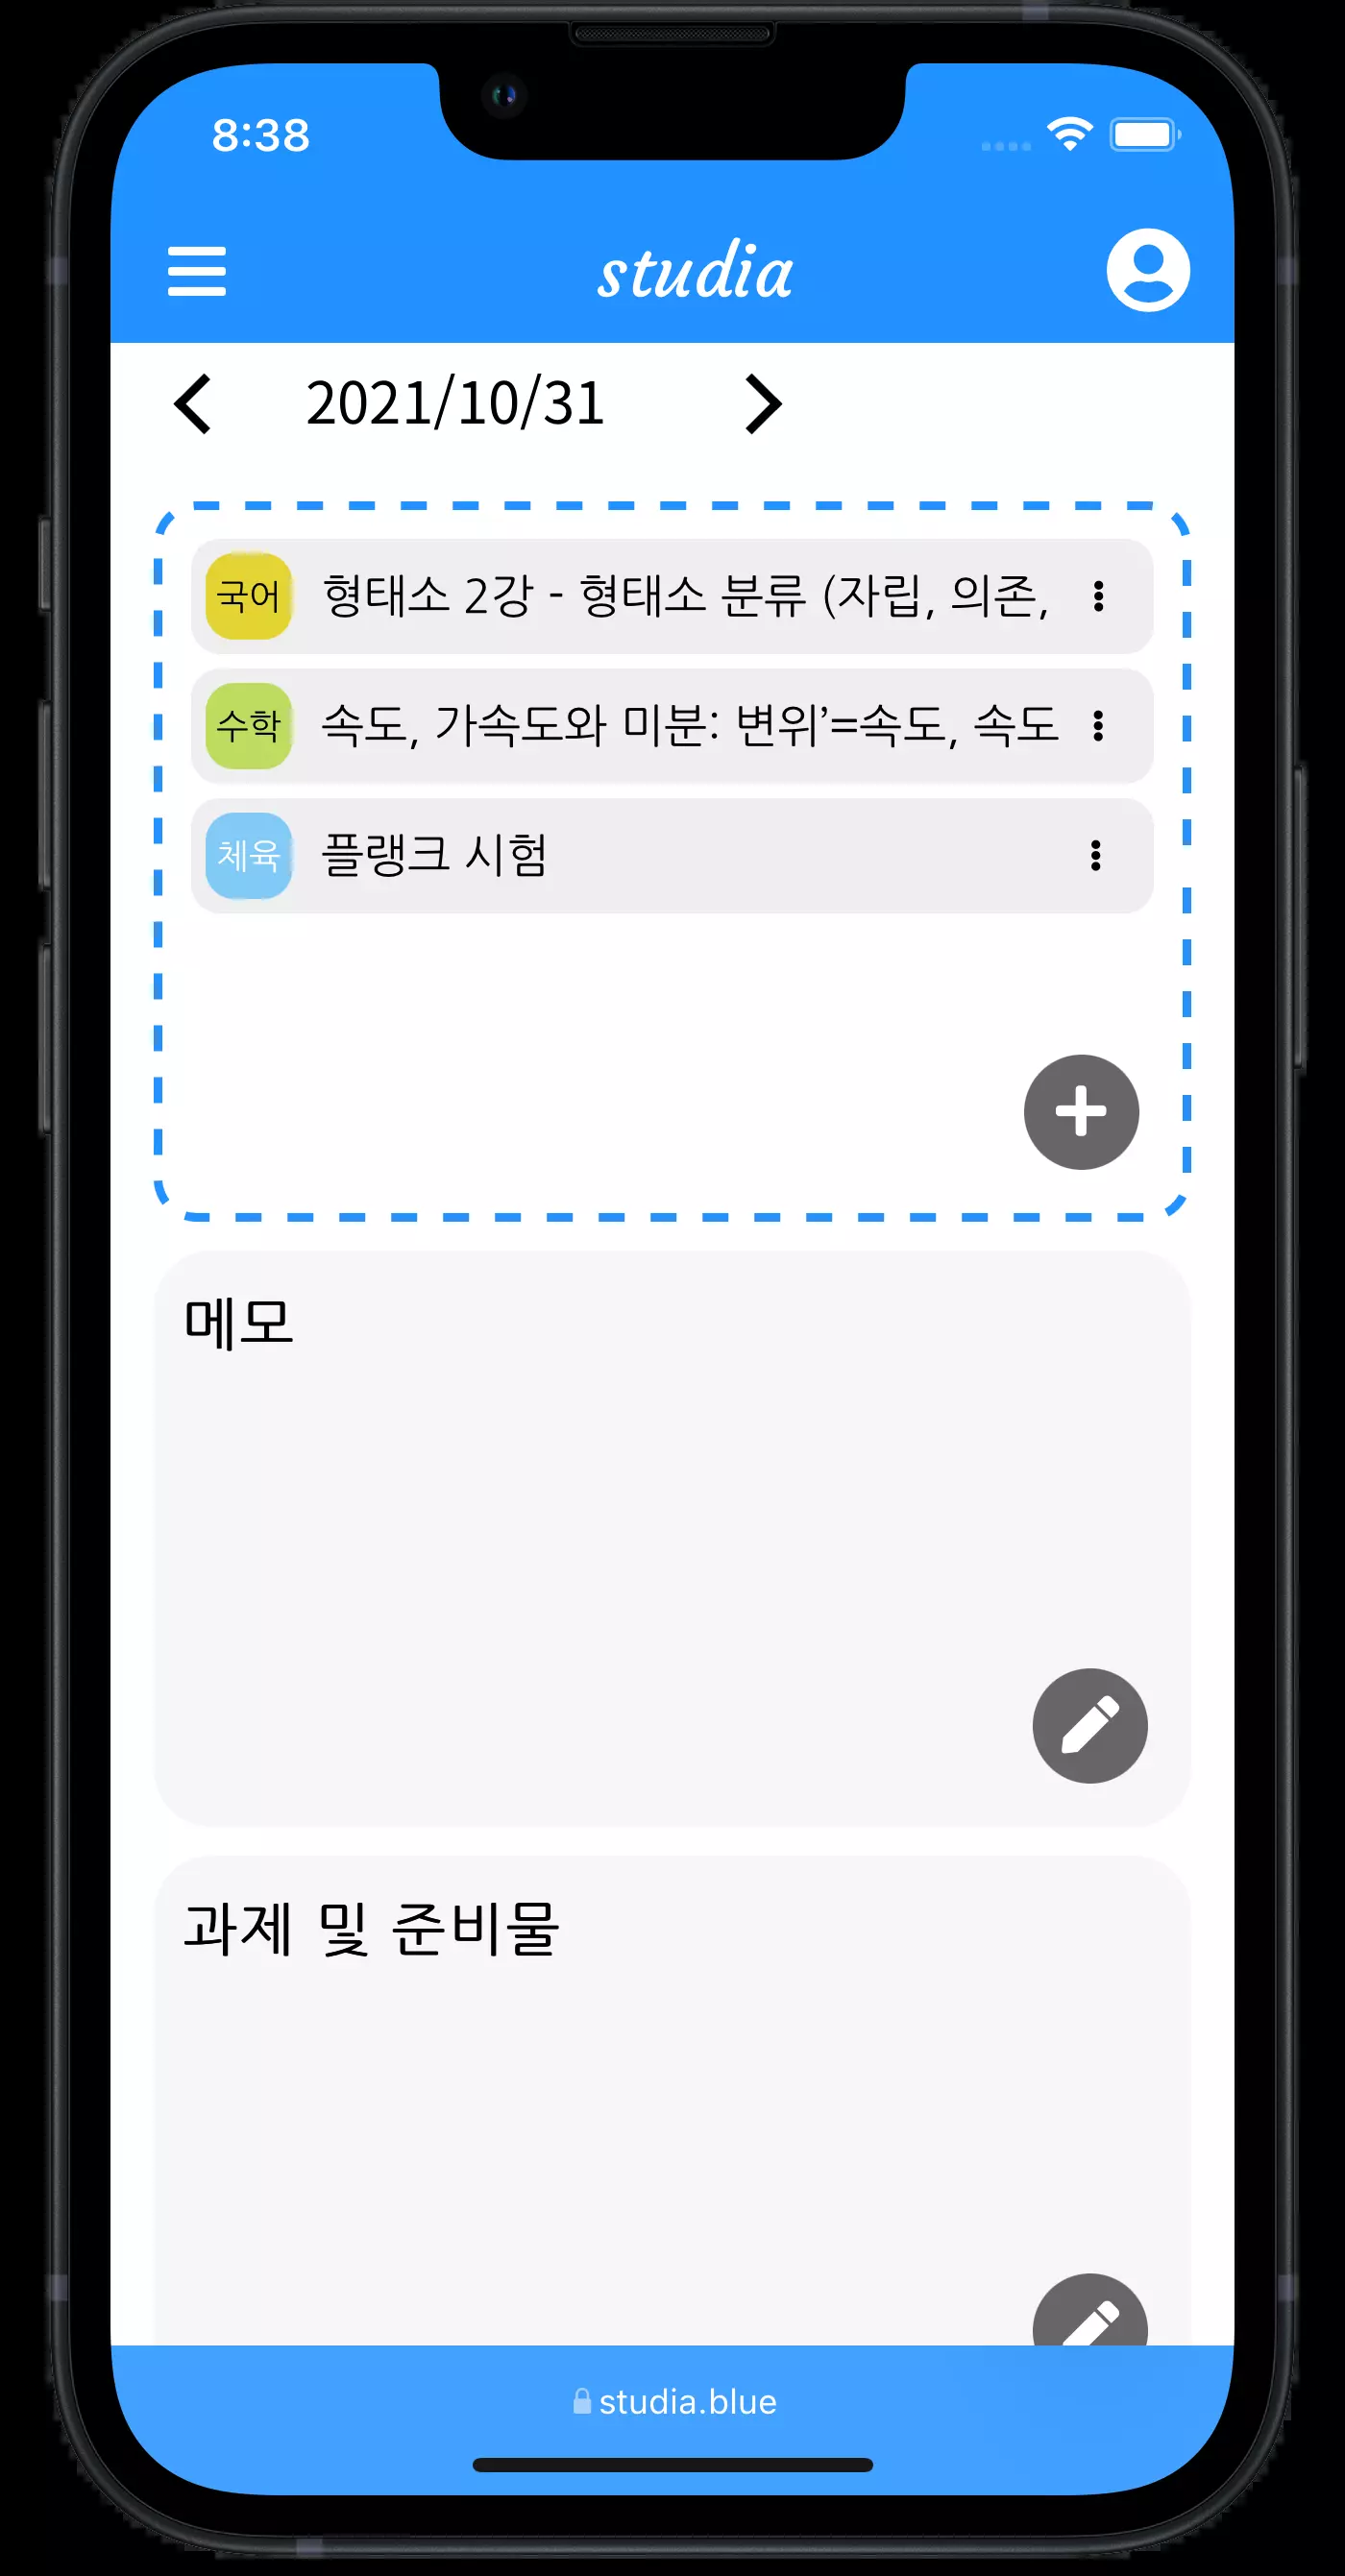 8:38
studia
2021/10/31
국어 형태소 2강 - 형태소 분류 (자립, 의존,
수학 속도, 가속도와 미분: 변위’=속도, 속도
체육 플랭크 시험
메모
과제 및 준비물
studia.blue